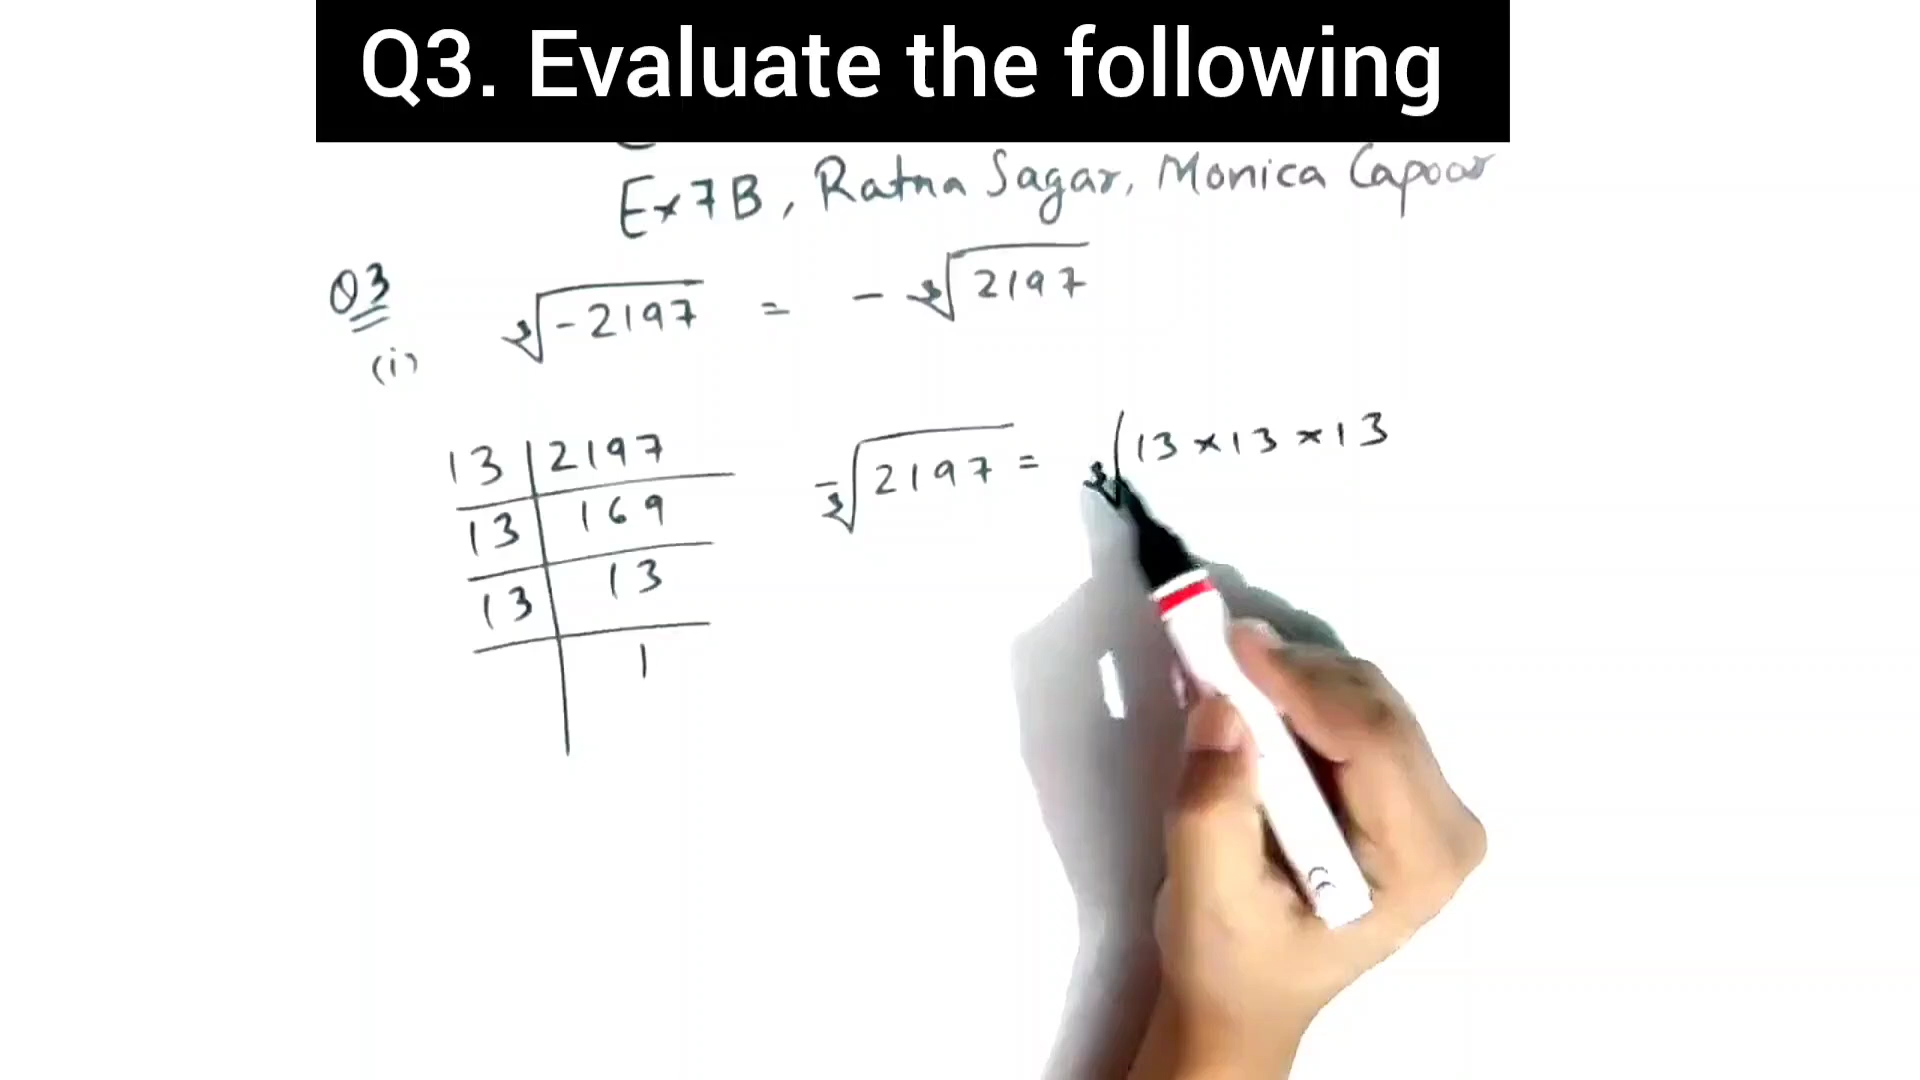 Q3. Evaluate the following
Ex 7B, Ratna Sagar, Monica Capoor
Q3
(i) ∛-2197 = - ∛2197
13 | 2197
13 | 169
13 | 13
1
∛2197 = ∛13 × 13 × 13